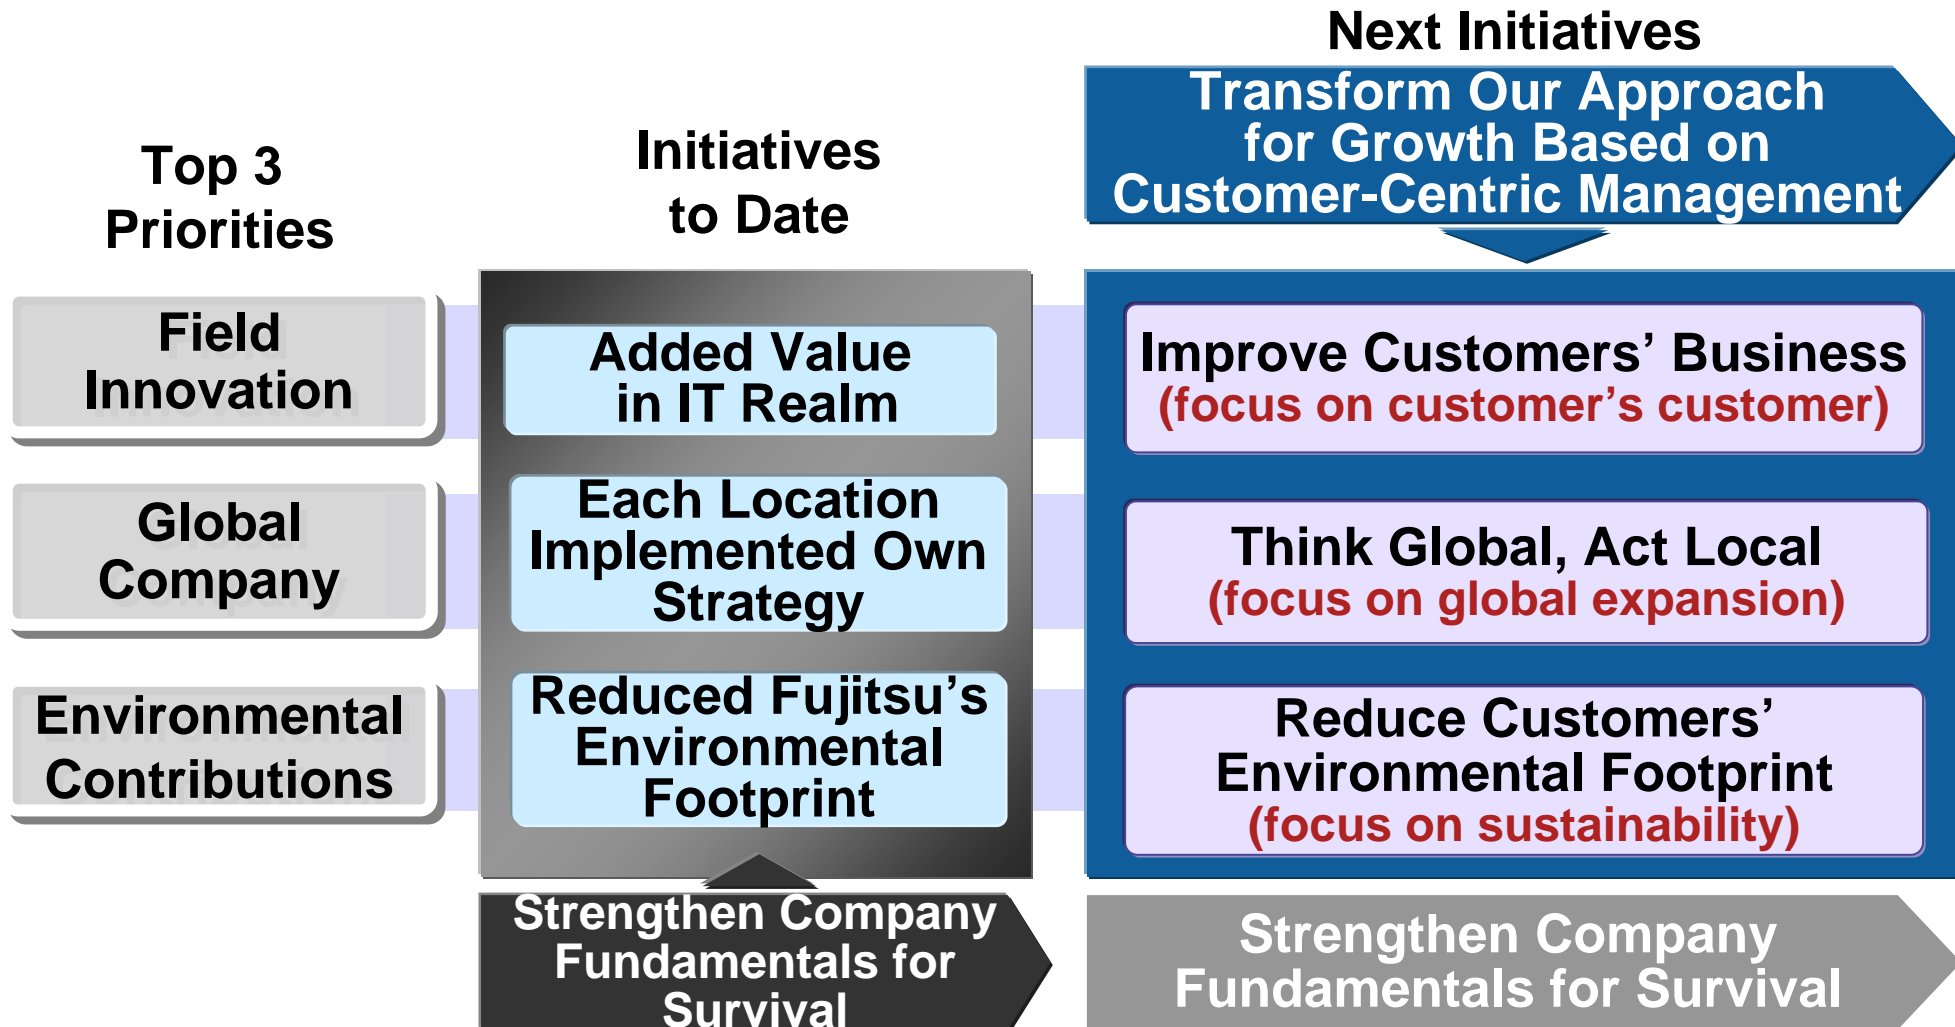 Next Initiatives
Transform Our Approach
for Growth Based on
Customer-Centric Management
Top 3
Priorities
Initiatives
to Date
Field
Innovation
Added Value
in IT Realm
Improve Customers’ Business
(focus on customer’s customer)
Global
Company
Each Location
Implemented Own
Strategy
Think Global, Act Local
(focus on global expansion)
Environmental
Contributions
Reduced Fujitsu’s
Environmental
Footprint
Reduce Customers’
Environmental Footprint
(focus on sustainability)
Strengthen Company
Fundamentals for
Survival
Strengthen Company
Fundamentals for Survival